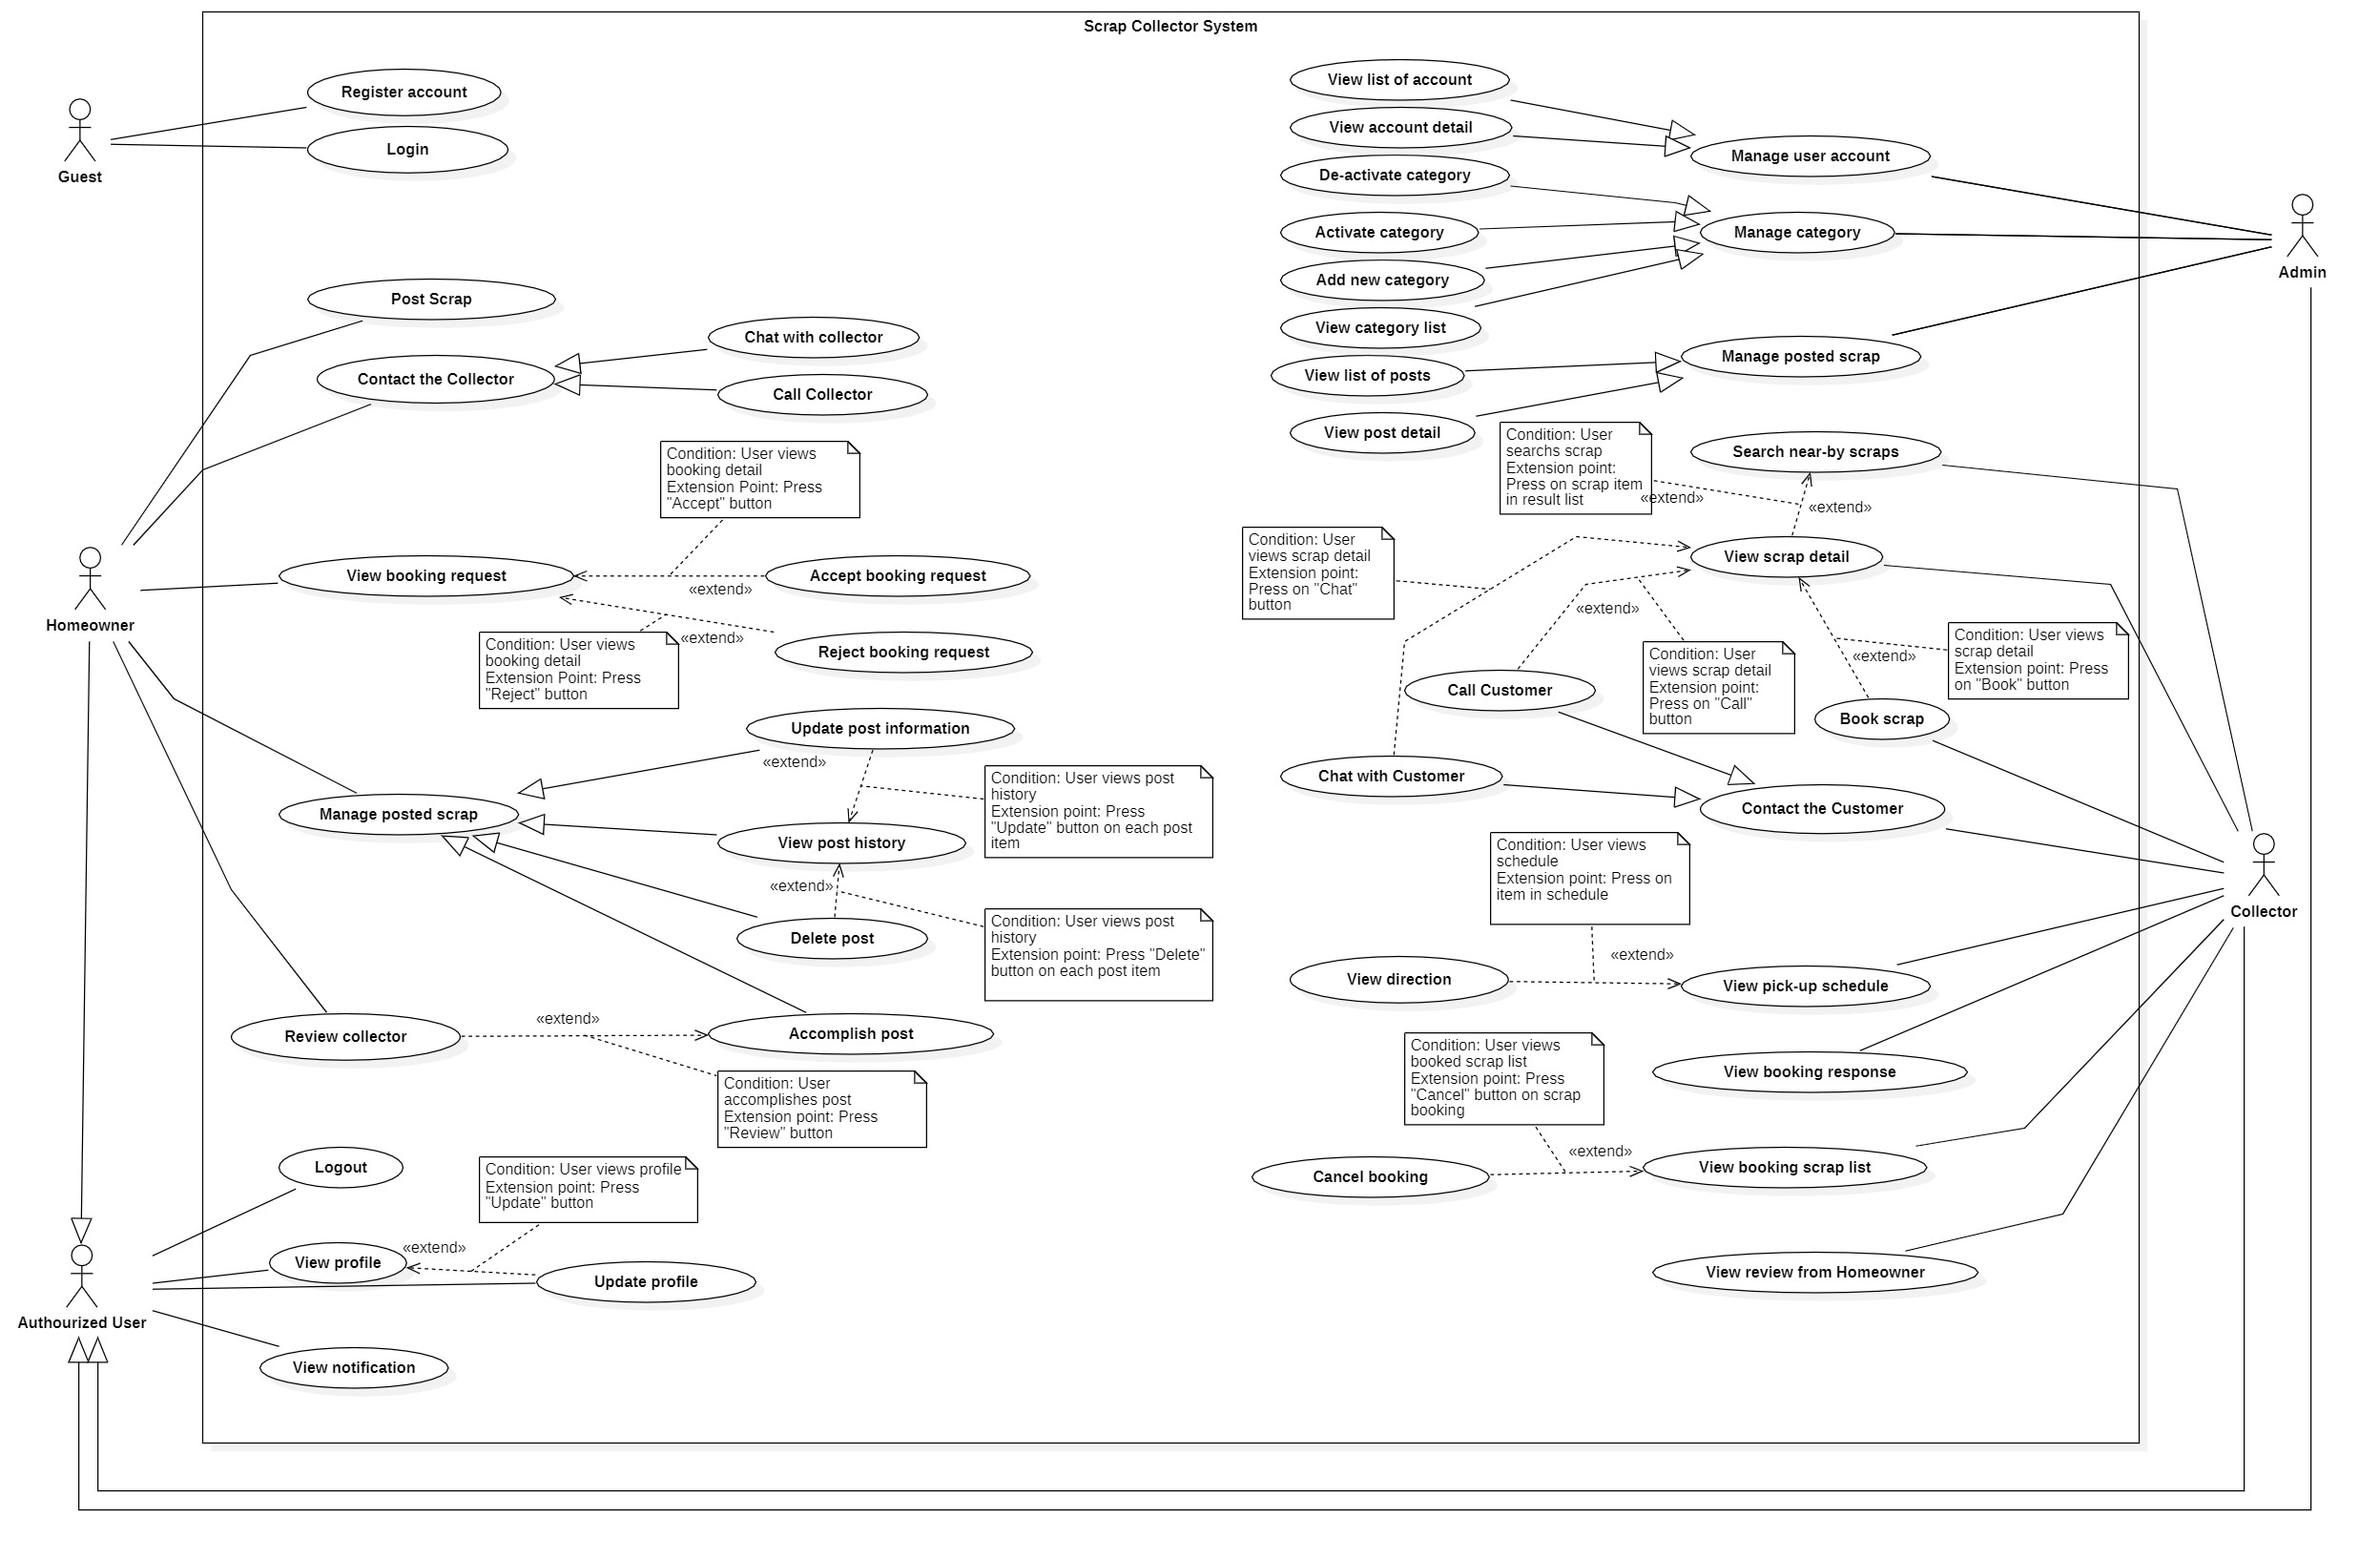 Scrap Collector System
Register account
Login
Guest
Post Scrap
Contact the Collector
Chat with collector
Call Collector
Condition: User views
booking detail
Extension Point: Press
"Accept" button
View booking request
Accept booking request
«extend»
Reject booking request
«extend»
Condition: User views
booking detail
Extension Point: Press
"Reject" button
Homeowner
Update post information
«extend»
Condition: User views post
history
Extension point: Press
"Update" button on each post
item
Manage posted scrap
View post history
«extend»
Delete post
Condition: User views post
history
Extension point: Press "Delete"
button on each post item
Review collector
«extend»
Accomplish post
Condition: User
accomplishes post
Extension point: Press
"Review" button
Logout
Condition: User views profile
Extension point: Press
"Update" button
View profile
«extend»
Update profile
View notification
Authourized User
View list of account
View account detail
De-activate category
Activate category
Add new category
View category list
View list of posts
View post detail
Manage user account
Manage category
Manage posted scrap
Admin
Condition: User
searchs scrap
Extension point:
Press on scrap item
in result list
«extend»
Search near-by scraps
«extend»
Condition: User
views scrap detail
Extension point:
Press on "Chat"
button
View scrap detail
«extend»
Condition: User
views scrap detail
Extension point:
Press on "Call"
button
«extend»
Condition: User views
scrap detail
Extension point: Press
on "Book" button
Call Customer
Book scrap
Chat with Customer
Contact the Customer
Condition: User views
schedule
Extension point: Press on
item in schedule
Collector
«extend»
View direction
View pick-up schedule
Condition: User views
booked scrap list
Extension point: Press
"Cancel" button on scrap
booking
View booking response
«extend»
Cancel booking
View booking scrap list
View review from Homeowner